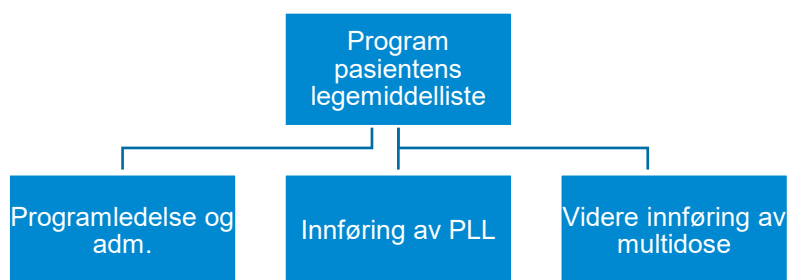 Program
pasientens
legemiddelliste
Programledelse og
adm.
Innføring av PLL
Videre innføring av
multidose